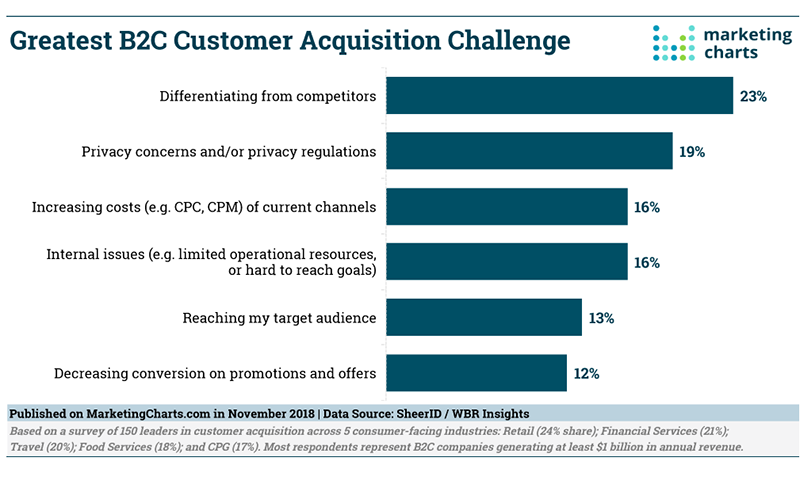 Greatest B2C Customer Acquisition Challenge
marketing
charts
Differentiating from competitors
23%
Privacy concerns and/or privacy regulations
19%
Increasing costs (e.g. CPC, CPM) of current channels
16%
Internal issues (e.g. limited operational resources,
or hard to reach goals)
16%
Reaching my target audience
13%
Decreasing conversion on promotions and offers
12%
Published on MarketingCharts.com in November 2018 | Data Source: SheerID / WBR Insights
Based on a survey of 150 leaders in customer acquisition across 5 consumer-facing industries: Retail (24% share); Financial Services (21%);
Travel (20%); Food Services (18%); and CPG (17%). Most respondents represent B2C companies generating at least $1 billion in annual revenue.